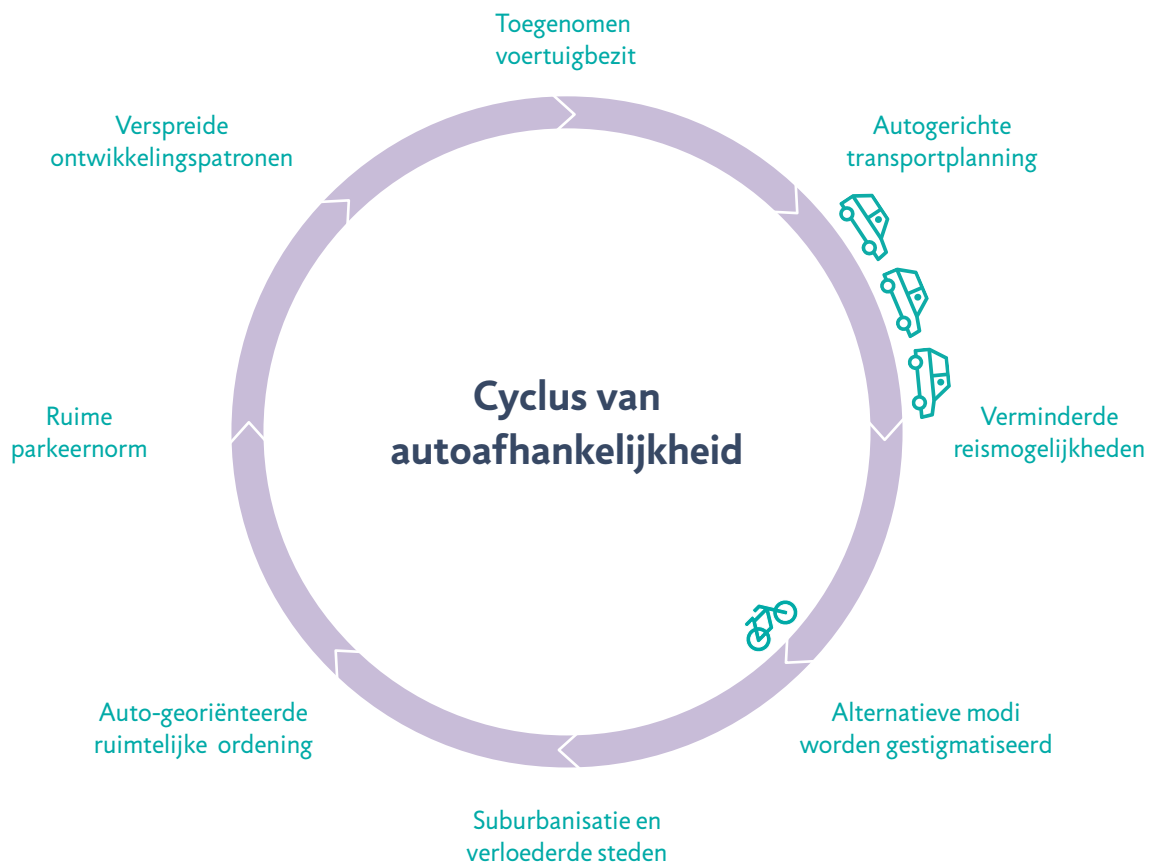 Toegenomen
voertuigbezit
Autogerichte
transportplanning
Verminderde
reismogelijkheden
Alternatieve modi
worden gestigmatiseerd
Suburbanisatie en
verloederde steden
Auto-georiënteerde
ruimtelijke ordening
Ruime
parkeernorm
Verspreide
ontwikkelingspatronen
Cyclus van
autoafhankelijkheid